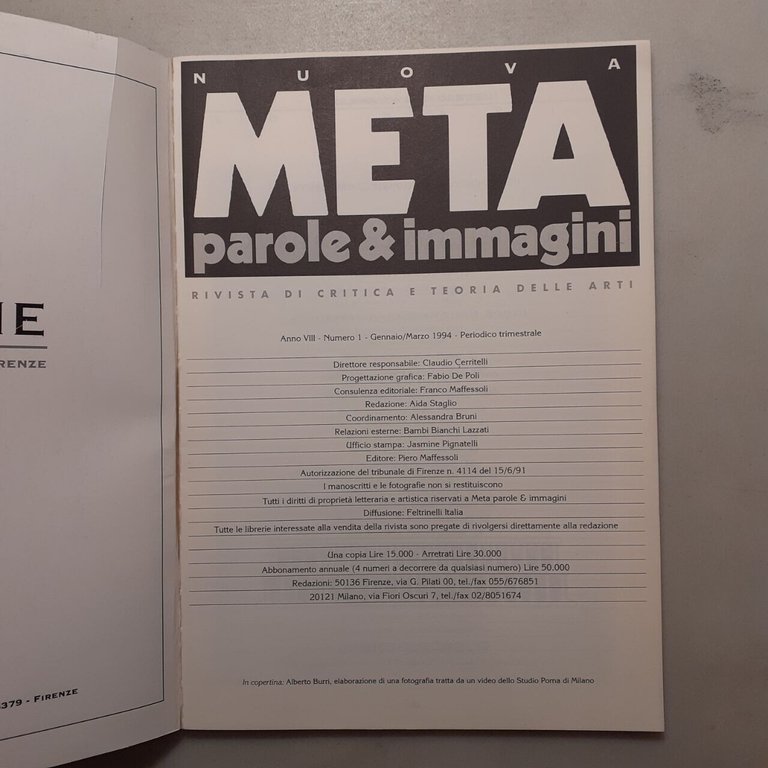 IE
RENZE
379 - FIRENZE
NUOVA
META
parole & immagini
RIVISTA DI CRITICA E TEORIA DELLE ARTI
Anno VIII - Numero 1 - Gennaio/Marzo 1994 - Periodico trimestrale
Direttore responsabile: Claudio Cerritelli
Progettazione grafica: Fabio De Poli
Consulenza editoriale: Franco Maffessoli
Redazione: Aida Staglio
Coordinamento: Alessandra Bruni
Relazioni esterne: Bambi Bianchi Lazzati
Ufficio stampa: Jasmine Pignatelli
Editore: Piero Maffessoli
Autorizzazione del tribunale di Firenze n. 4114 del 15/6/91
I manoscritti e le fotografie non si restituiscono
Tutti i diritti di proprietà letteraria e artistica riservati a Meta parole & immagini
Diffusione: Feltrinelli Italia
Tutte le librerie interessate alla vendita della rivista sono pregate di rivolgersi direttamente alla redazione
Una copia Lire 15.000 - Arretrati Lire 30.000
Abbonamento annuale (4 numeri a decorrere da qualsiasi numero) Lire 50.000
Redazioni: 50136 Firenze, via G. Pilati 00, tel./fax 055/676851
20121 Milano, via Fiori Oscuri 7, tel./fax 02/8051674
In copertina: Alberto Burri, elaborazione di una fotografia tratta da un video dello Studio Poma di Milano